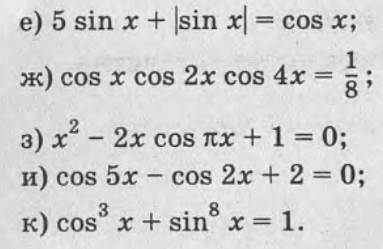 е) 5 sin x + |sin x| = cos x;
ж) cos x cos 2x cos 4x = 1/8;
з) x² – 2x cos πx + 1 = 0;
и) cos 5x – cos 2x + 2 = 0;
к) cos³ x + sin⁸ x = 1.